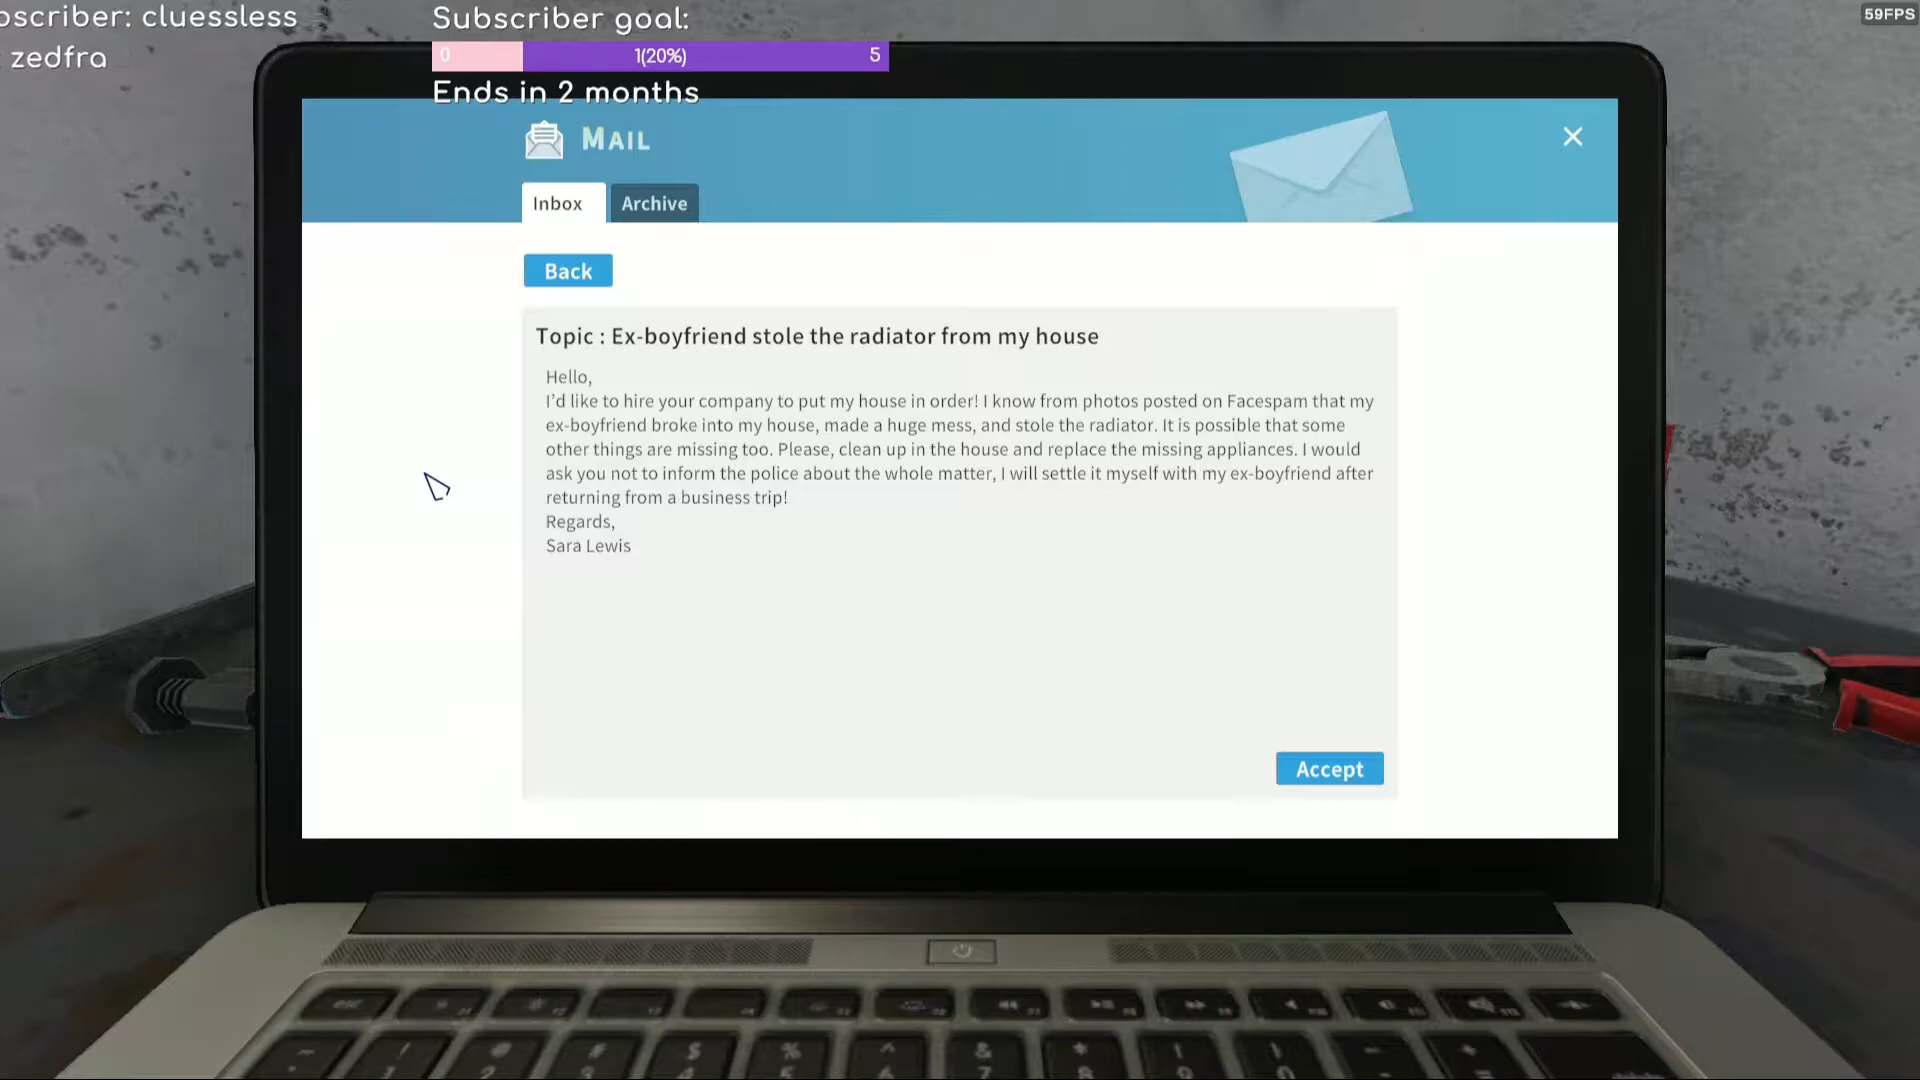 bscriber: cluessless
zedfra
Subscriber goal:
0 1(20%) 5
Ends in 2 months
59FPS
MAIL
Inbox Archive
Back
Topic : Ex-boyfriend stole the radiator from my house
Hello,
I'd like to hire your company to put my house in order! I know from photos posted on Facespam that my
ex-boyfriend broke into my house, made a huge mess, and stole the radiator. It is possible that some
other things are missing too. Please, clean up in the house and replace the missing appliances. I would
ask you not to inform the police about the whole matter, I will settle it myself with my ex-boyfriend after
returning from a business trip!
Regards,
Sara Lewis
Accept